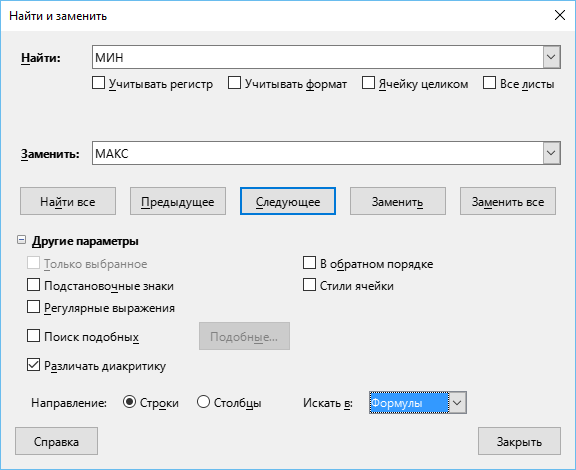 Найти и заменить
Найти: МИН
Учитывать регистр Учитывать формат Ячейку целиком Все листы
Заменить: МАКС
Найти все Предыдущее Следующее Заменить Заменить все
Другие параметры
Только выбранное В обратном порядке
Подстановочные знаки Стили ячейки
Регулярные выражения
Поиск подобных Подобные...
Различать диакритику
Направление: Строки Столбцы Искать в: Формулы
Справка Закрыть